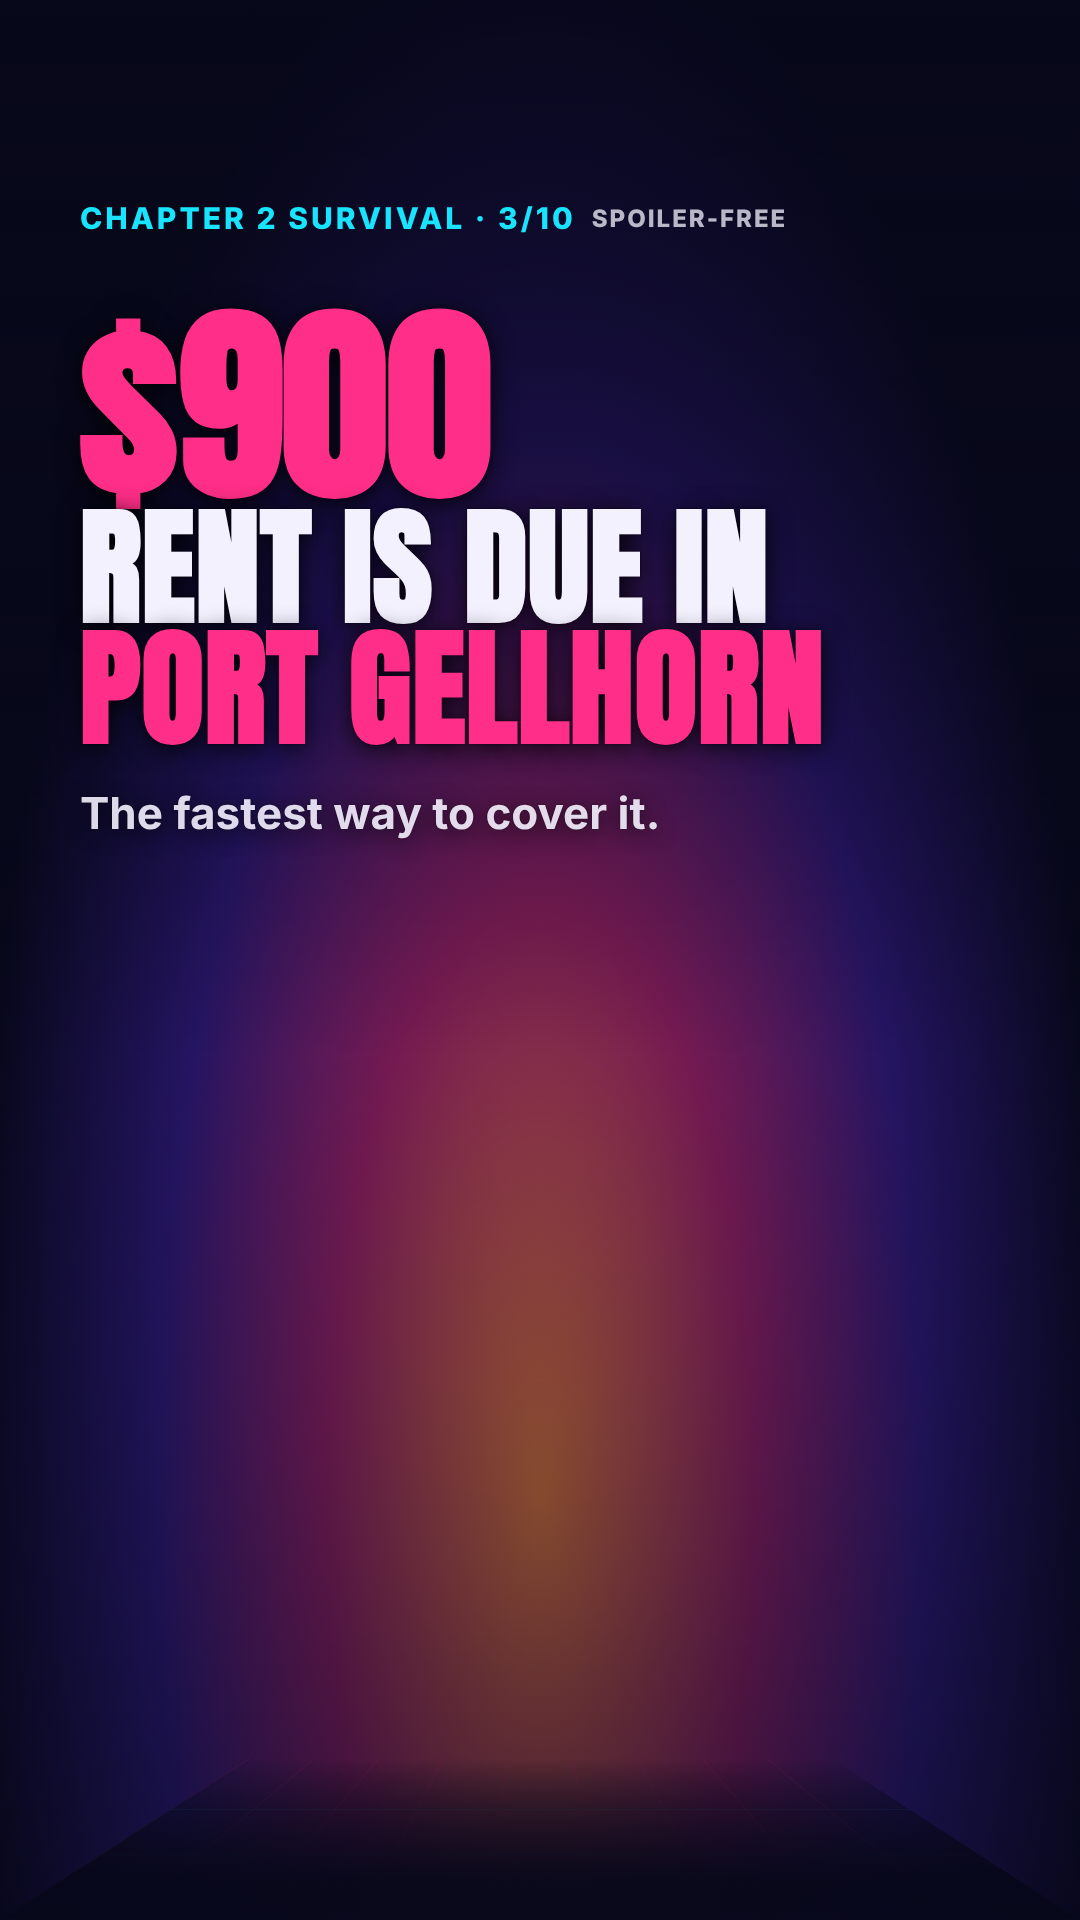 CHAPTER 2 SURVIVAL · 3/10 SPOILER-FREE
$900
RENT IS DUE IN
PORT GELLHORN
The fastest way to cover it.